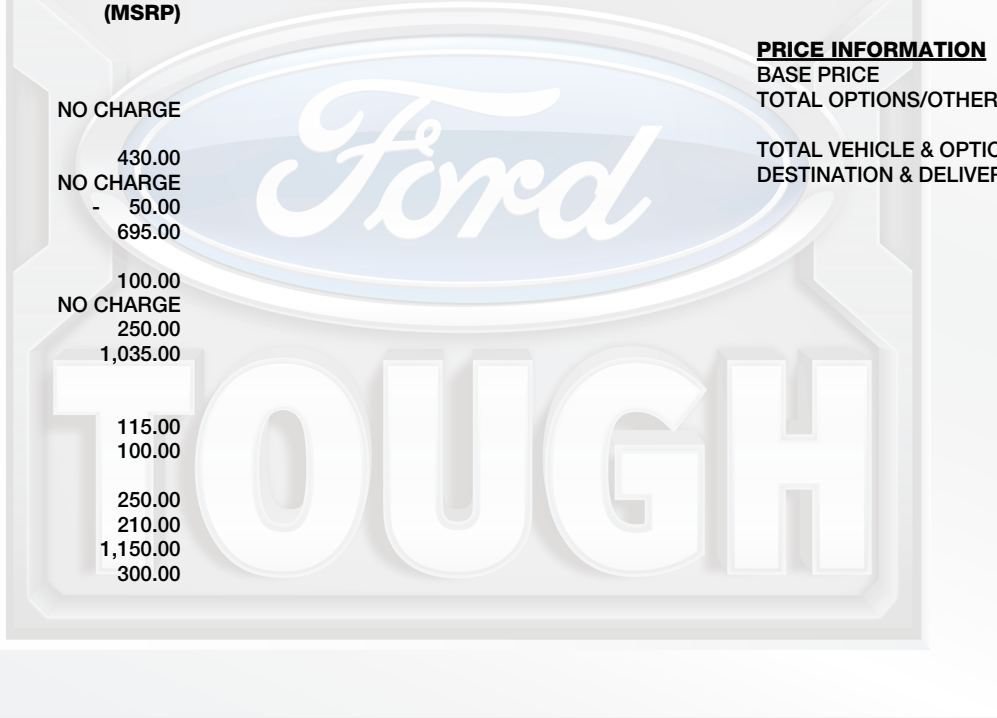 (MSRP)
NO CHARGE
430.00
NO CHARGE
- 50.00
695.00
100.00
NO CHARGE
250.00
1,035.00
115.00
100.00
250.00
210.00
1,150.00
300.00
PRICE INFORMATION
BASE PRICE
TOTAL OPTIONS/OTHER
TOTAL VEHICLE & OPTIO
DESTINATION & DELIVER
Ford
TOUGH